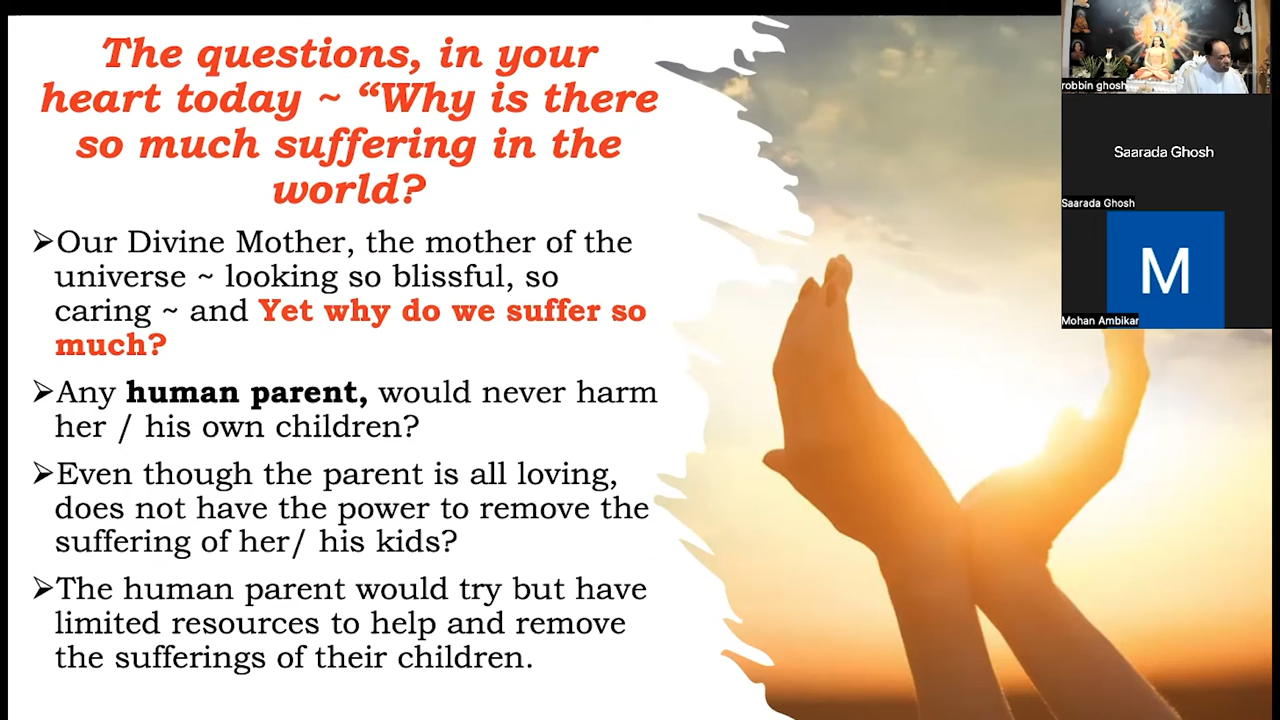 The questions, in your
heart today ~ “Why is there
so much suffering in the
world?
➢Our Divine Mother, the mother of the
universe ~ looking so blissful, so
caring ~ and Yet why do we suffer so
much?
➢Any human parent, would never harm
her / his own children?
➢Even though the parent is all loving,
does not have the power to remove the
suffering of her/ his kids?
➢The human parent would try but have
limited resources to help and remove
the sufferings of their children.
robbin ghosh
Saarada Ghosh
Saarada Ghosh
M
Mohan Ambikar